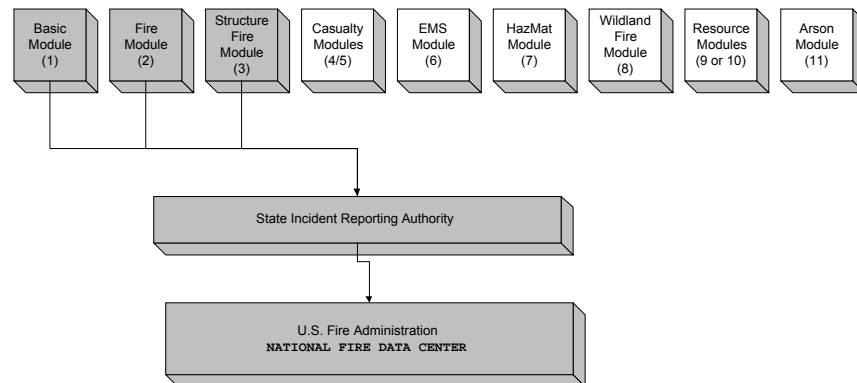 Basic
Module
(1)
Fire
Module
(2)
Structure
Fire
Module
(3)
Casualty
Modules
(4/5)
EMS
Module
(6)
HazMat
Module
(7)
Wildland
Fire
Module
(8)
Resource
Modules
(9 or 10)
Arson
Module
(11)
State Incident Reporting Authority
U.S. Fire Administration
NATIONAL FIRE DATA CENTER